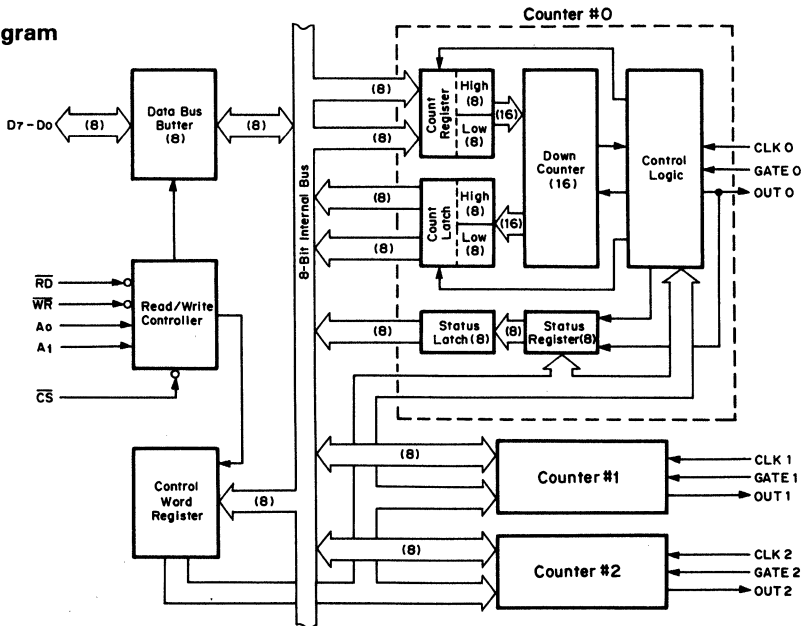 gram
Counter #0
D7-D0
(8)
Data Bus
Butter
(8)
(8)
8-Bit Internal Bus
(8)
(8)
Count
Register
High
(8)
Low
(8)
(16)
Down
Counter
(16)
Control
Logic
CLK 0
GATE 0
OUT 0
(8)
(8)
Count
Latch
High
(8)
Low
(8)
(16)
RD
WR
A0
A1
CS
Read/Write
Controller
(8)
Status
Latch(8)
(8)
Status
Register(8)
Control
Word
Register
(8)
(8)
Counter #1
CLK 1
GATE 1
OUT 1
(8)
Counter #2
CLK 2
GATE 2
OUT 2